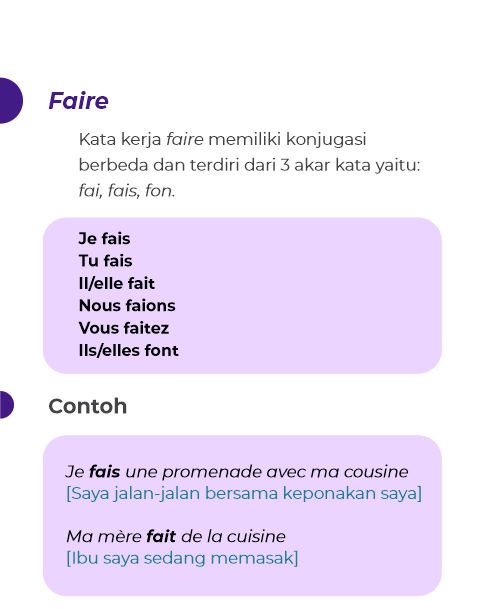 Faire
Kata kerja faire memiliki konjugasi
berbeda dan terdiri dari 3 akar kata yaitu:
fai, fais, fon.
Je fais
Tu fais
Il/elle fait
Nous faions
Vous faitez
Ils/elles font
Contoh
Je fais une promenade avec ma cousine
[Saya jalan-jalan bersama keponakan saya]
Ma mère fait de la cuisine
[Ibu saya sedang memasak]